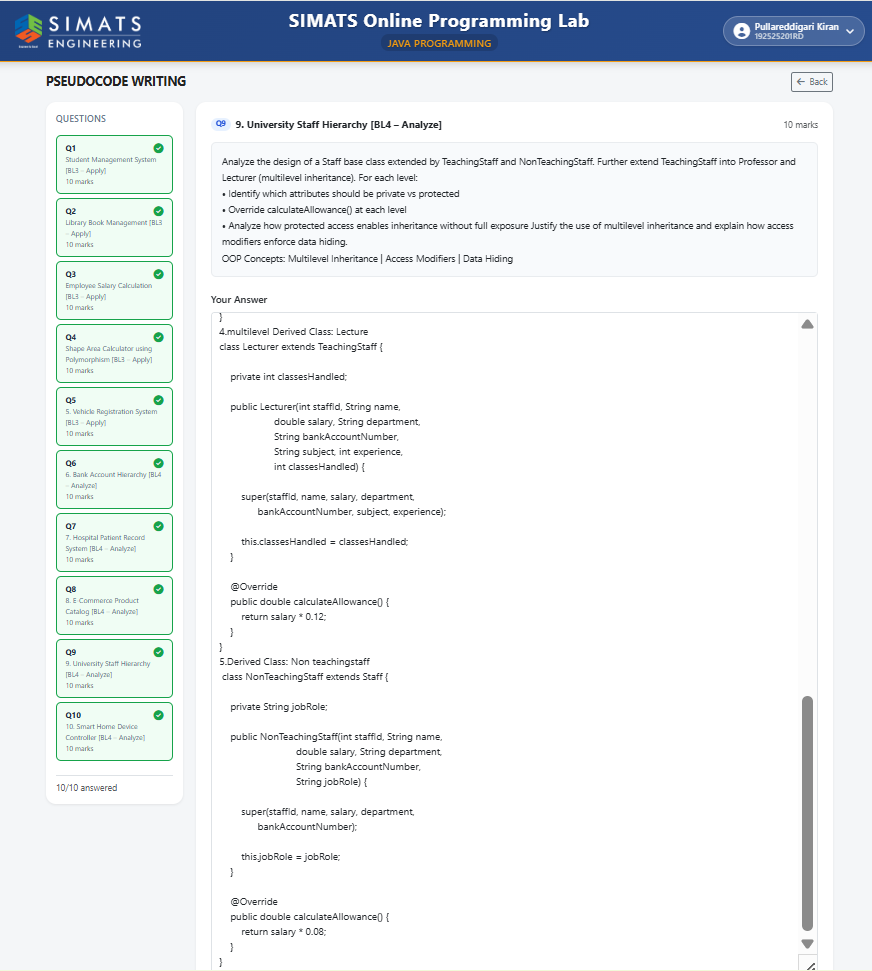 SIMATS
ENGINEERING
SIMATS Online Programming Lab
JAVA PROGRAMMING
Pullareddigari Kiran
192525201RD
PSEUDOCODE WRITING
← Back
QUESTIONS
Q1
Student Management System
[BL3 – Apply]
10 marks
Q2
Library Book Management [BL3
– Apply]
10 marks
Q3
Employee Salary Calculation
[BL3 – Apply]
10 marks
Q4
Shape Area Calculator using
Polymorphism [BL3 – Apply]
10 marks
Q5
5. Vehicle Registration System
[BL3 – Apply]
10 marks
Q6
6. Bank Account Hierarchy [BL4
– Analyze]
10 marks
Q7
7. Hospital Patient Record
System [BL4 – Analyze]
10 marks
Q8
8. E-Commerce Product
Catalog [BL4 – Analyze]
10 marks
Q9
9. University Staff Hierarchy
[BL4 – Analyze]
10 marks
Q10
10. Smart Home Device
Controller [BL4 – Analyze]
10 marks
10/10 answered
Q9 9. University Staff Hierarchy [BL4 – Analyze]
10 marks
Analyze the design of a Staff base class extended by TeachingStaff and NonTeachingStaff. Further extend TeachingStaff into Professor and
Lecturer (multilevel inheritance). For each level:
• Identify which attributes should be private vs protected
• Override calculateAllowance() at each level
• Analyze how protected access enables inheritance without full exposure Justify the use of multilevel inheritance and explain how access
modifiers enforce data hiding.
OOP Concepts: Multilevel Inheritance | Access Modifiers | Data Hiding
Your Answer
}
4.multilevel Derived Class: Lecture
class Lecturer extends TeachingStaff {
private int classesHandled;
public Lecturer(int staffId, String name,
double salary, String department,
String bankAccountNumber,
String subject, int experience,
int classesHandled) {
super(staffId, name, salary, department,
bankAccountNumber, subject, experience);
this.classesHandled = classesHandled;
}
@Override
public double calculateAllowance() {
return salary * 0.12;
}
}
5.Derived Class: Non teachingstaff
class NonTeachingStaff extends Staff {
private String jobRole;
public NonTeachingStaff(int staffId, String name,
double salary, String department,
String bankAccountNumber,
String jobRole) {
super(staffId, name, salary, department,
bankAccountNumber);
this.jobRole = jobRole;
}
@Override
public double calculateAllowance() {
return salary * 0.08;
}
}